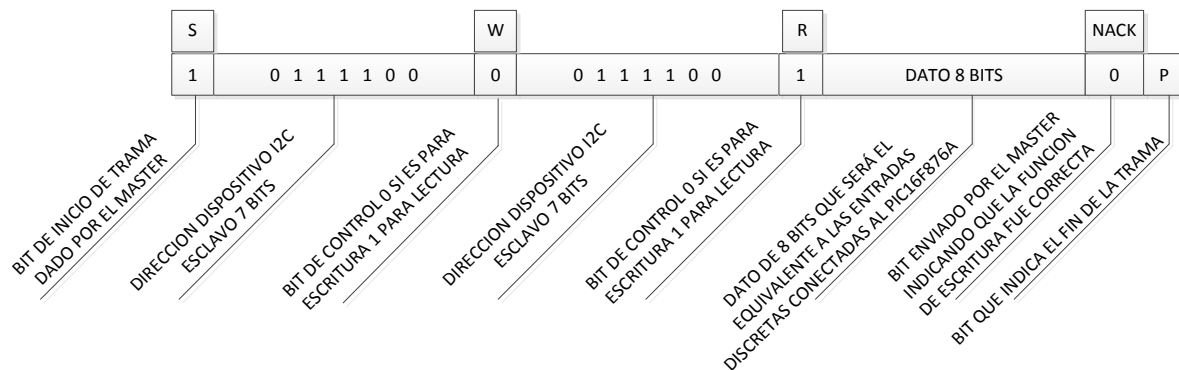 S W R NACK
1 0 1 1 1 1 0 0 0 0 1 1 1 1 0 0 1 DATO 8 BITS 0 P
BIT DE INICIO DE TRAMA
DADO POR EL MASTER
DIRECCION DISPOSITIVO I2C
ESCLAVO 7 BITS
BIT DE CONTROL 0 SI ES PARA
ESCRITURA 1 PARA LECTURA
DIRECCION DISPOSITIVO I2C
ESCLAVO 7 BITS
BIT DE CONTROL 0 SI ES PARA
ESCRITURA 1 PARA LECTURA
DATO DE 8 BITS QUE SERÁ EL
EQUIVALENTE A LAS ENTRADAS
DISCRETAS CONECTADAS AL PIC16F876A
BIT ENVIADO POR EL MASTER
INDICANDO QUE LA FUNCION
DE ESCRITURA FUE CORRECTA
BIT QUE INDICA EL FIN DE LA TRAMA